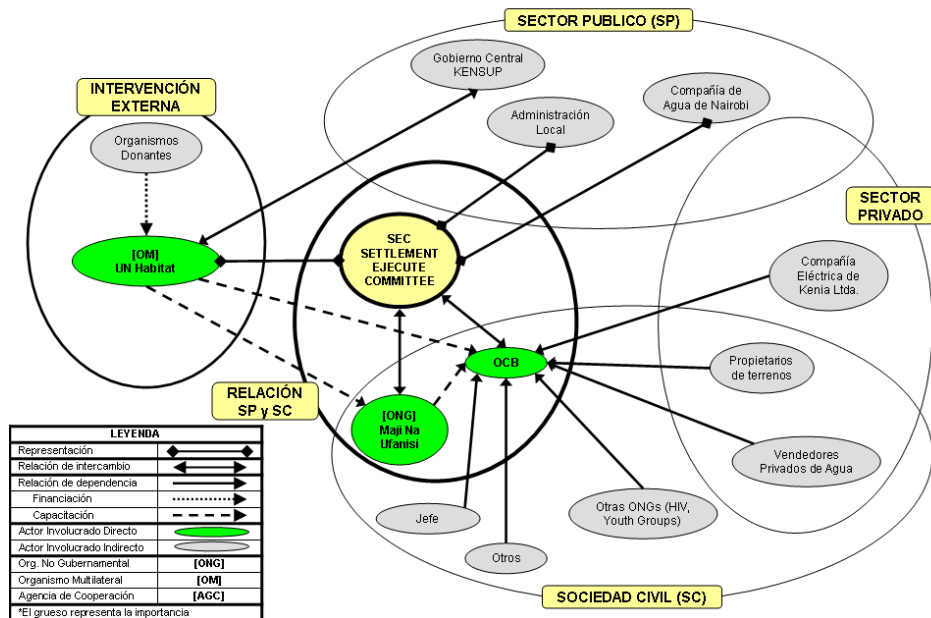 SECTOR PUBLICO (SP)
Gobierno Central
KENSUP
Compañía de
Agua de Nairobi
Administración
Local
INTERVENCIÓN
EXTERNA
Organismos
Donantes
[OM]
UN Habitat
SEC
SETTLEMENT
EJECUTE
COMMITTEE
SECTOR
PRIVADO
Compañía
Eléctrica de
Kenia Ltda.
OCB
Propietarios
de terrenos
RELACIÓN
SP y SC
[ONG]
Maji Na
Ufanisi
Vendedores
Privados de Agua
Jefe
Otras ONGs (HIV,
Youth Groups)
Otros
SOCIEDAD CIVIL (SC)
LEYENDA
Representación
Relación de intercambio
Relación de dependencia
Financiación
Capacitación
Actor Involucrado Directo
Actor Involucrado Indirecto
Org. No Gubernamental [ONG]
Organismo Multilateral [OM]
Agencia de Cooperación [AGC]
*El grueso representa la importancia